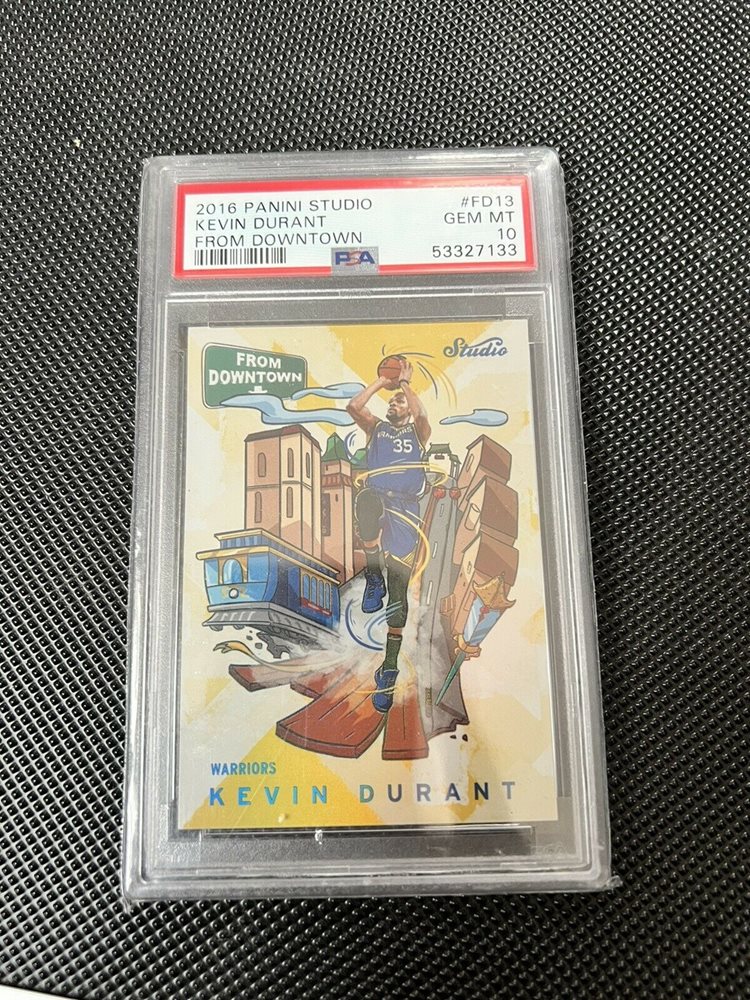 2016 PANINI STUDIO #FD13
KEVIN DURANT GEM MT
FROM DOWNTOWN 10
PSA 53327133
FROM
DOWNTOWN
Studio
WARRIORS
35
WARRIORS
KEVIN DURANT